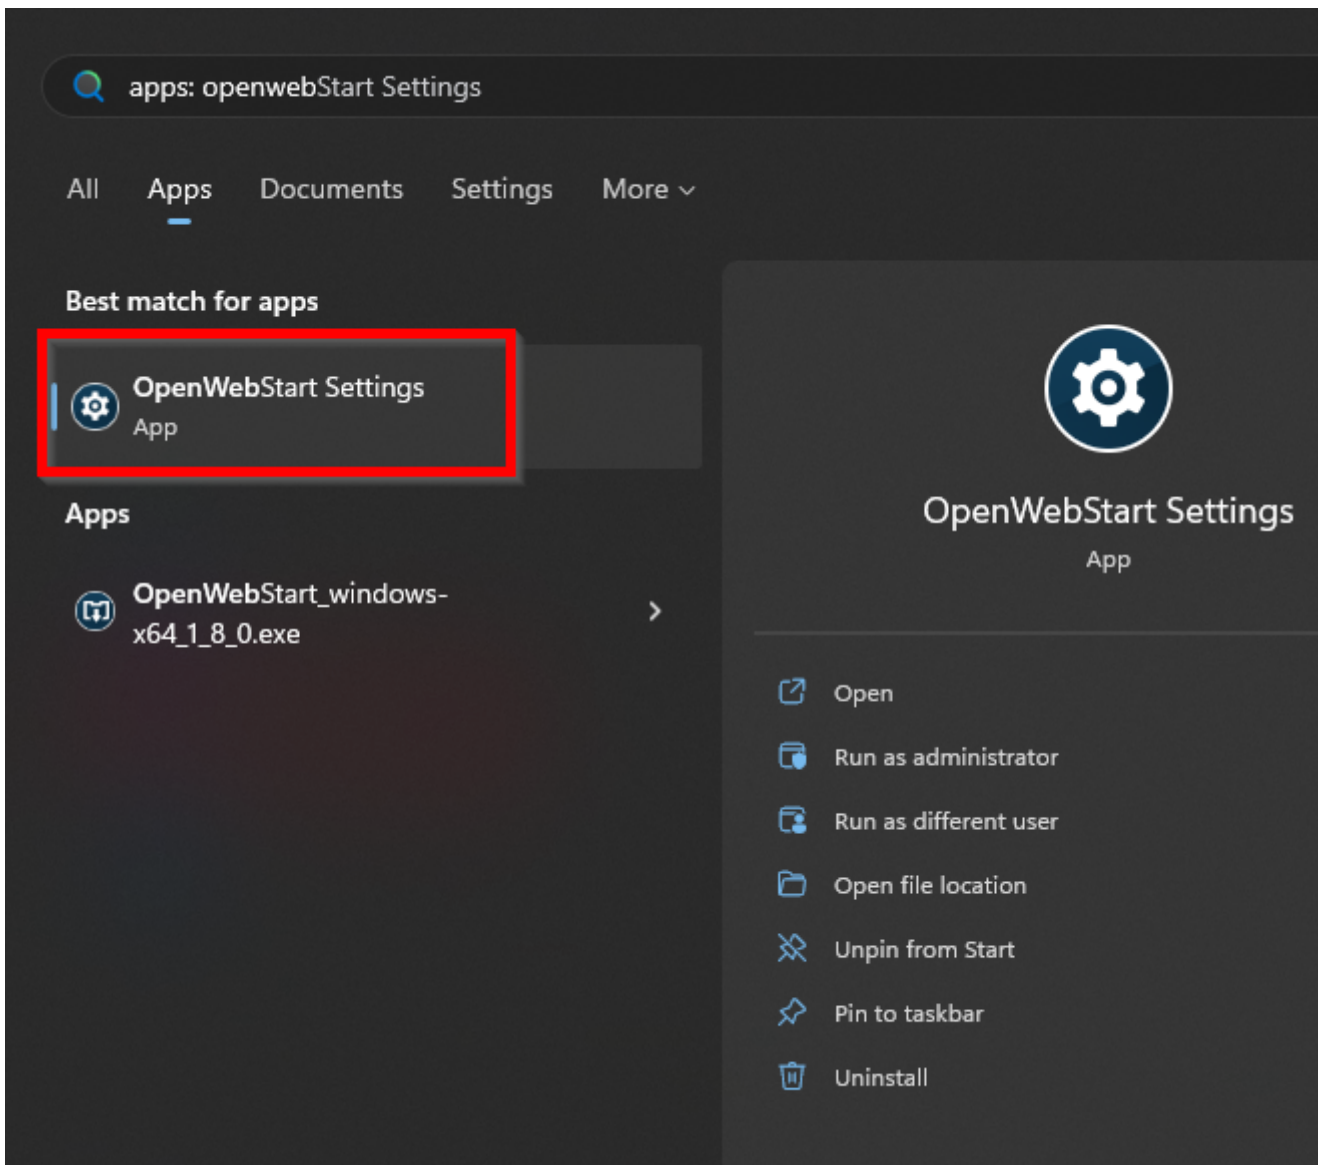 apps: openwebStart Settings
All Apps Documents Settings More
Best match for apps
OpenWebStart Settings
App
Apps
OpenWebStart_windows-
x64_1_8_0.exe
OpenWebStart Settings
App
Open
Run as administrator
Run as different user
Open file location
Unpin from Start
Pin to taskbar
Uninstall